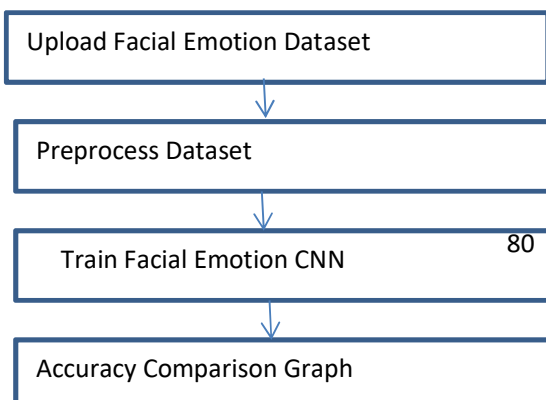 Upload Facial Emotion Dataset
Preprocess Dataset
80
Train Facial Emotion CNN
Accuracy Comparison Graph